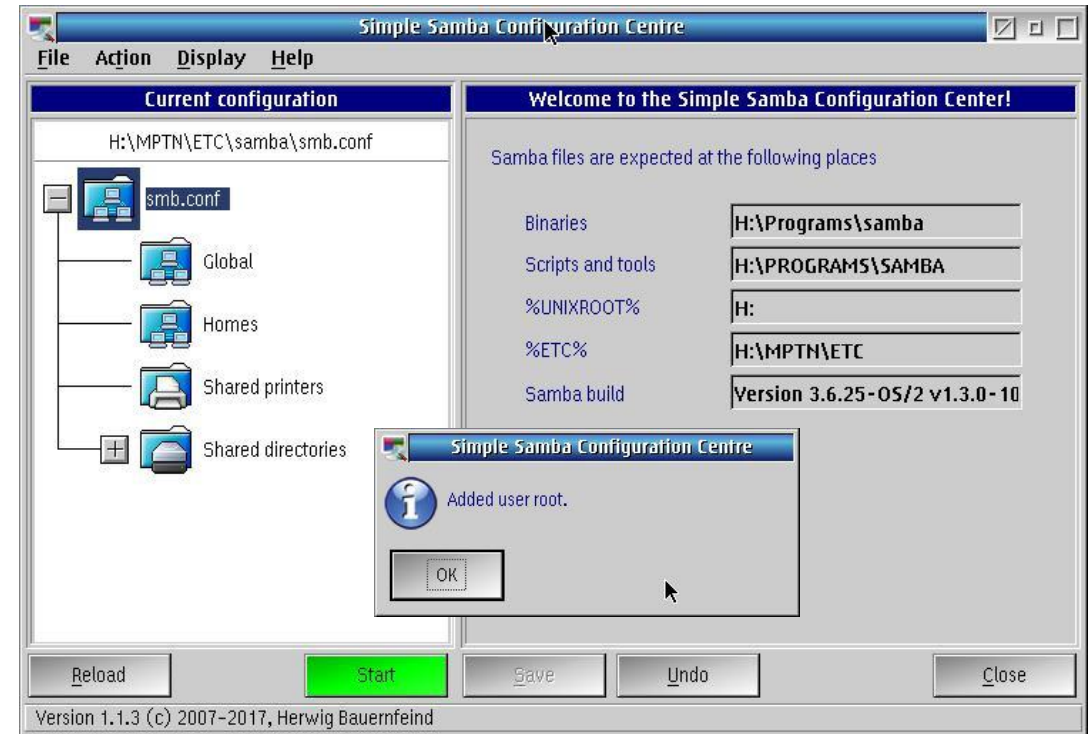 Simple Samba Configuration Centre
File Action Display Help
Current configuration
H:\MPTN\ETC\samba\smb.conf
smb.conf
Global
Homes
Shared printers
Shared directories
Welcome to the Simple Samba Configuration Center!
Samba files are expected at the following places
Binaries H:\Programs\samba
Scripts and tools H:\PROGRAMS\SAMBA
%UNIXROOT% H:
%ETC% H:\MPTN\ETC
Samba build Version 3.6.25-OS/2 v1.3.0-10
Simple Samba Configuration Centre
Added user root.
OK
Reload Start Save Undo Close
Version 1.1.3 (c) 2007-2017, Herwig Bauernfeind